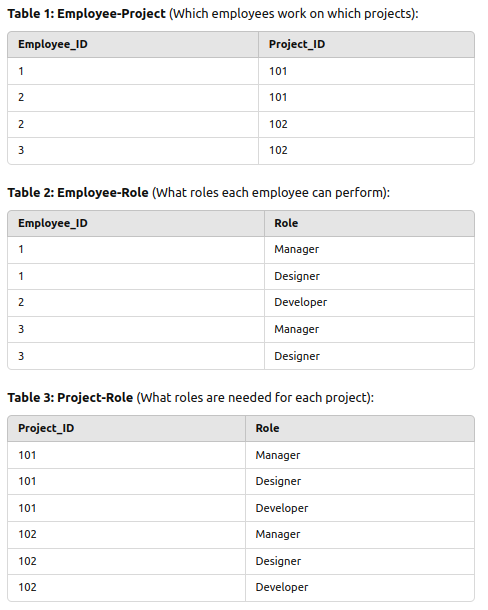 Table 1: Employee-Project (Which employees work on which projects):
Employee_ID Project_ID
1 101
2 101
2 102
3 102
Table 2: Employee-Role (What roles each employee can perform):
Employee_ID Role
1 Manager
1 Designer
2 Developer
3 Manager
3 Designer
Table 3: Project-Role (What roles are needed for each project):
Project_ID Role
101 Manager
101 Designer
101 Developer
102 Manager
102 Designer
102 Developer